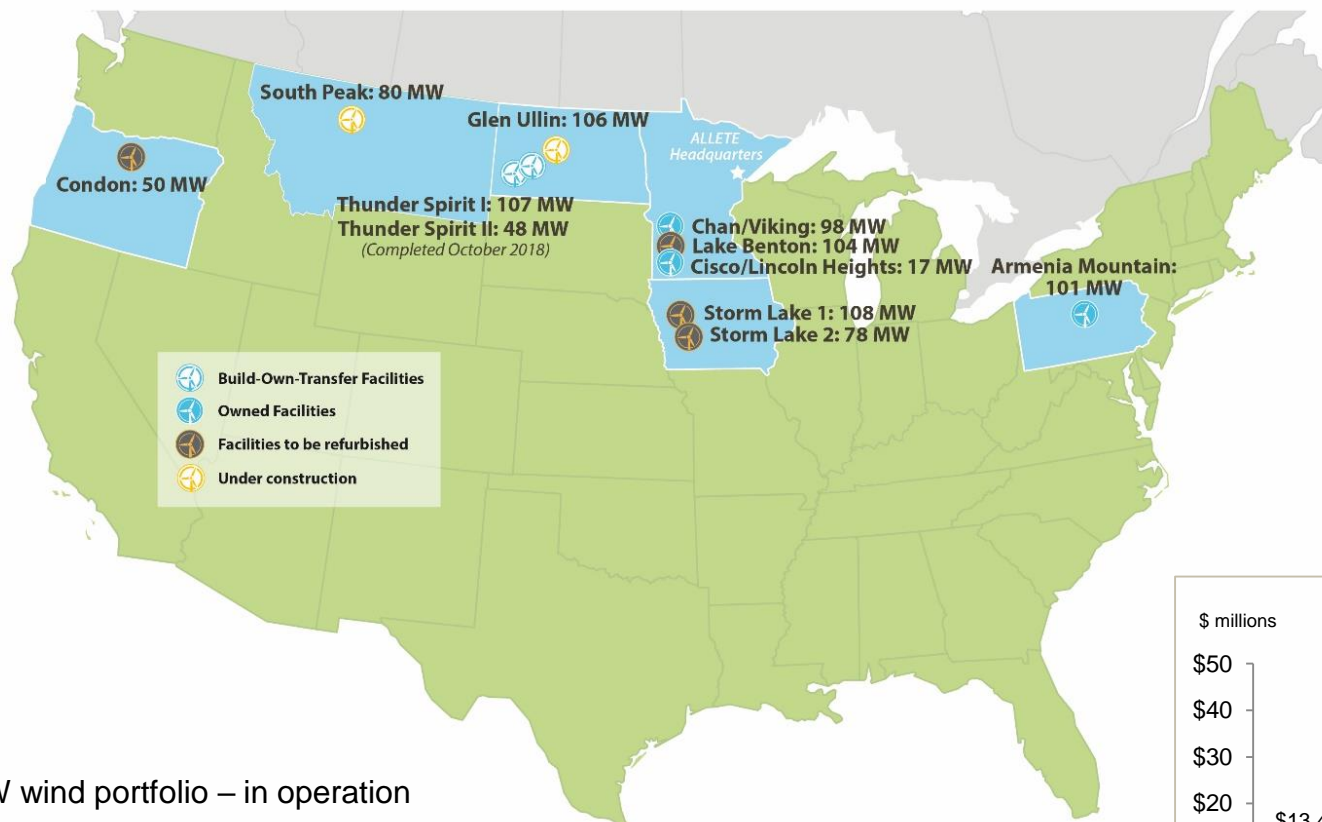 South Peak: 80 MW
Glen Ullin: 106 MW
ALLETE
Headquarters
Condon: 50 MW
Thunder Spirit I: 107 MW
Thunder Spirit II: 48 MW
(Completed October 2018)
Chan/Viking: 98 MW
Lake Benton: 104 MW
Cisco/Lincoln Heights: 17 MW
Armenia Mountain:
101 MW
Storm Lake 1: 108 MW
Storm Lake 2: 78 MW
Build-Own-Transfer Facilities
Owned Facilities
Facilities to be refurbished
Under construction
$ millions
$50
$40
$30
$20
wind portfolio – in operation